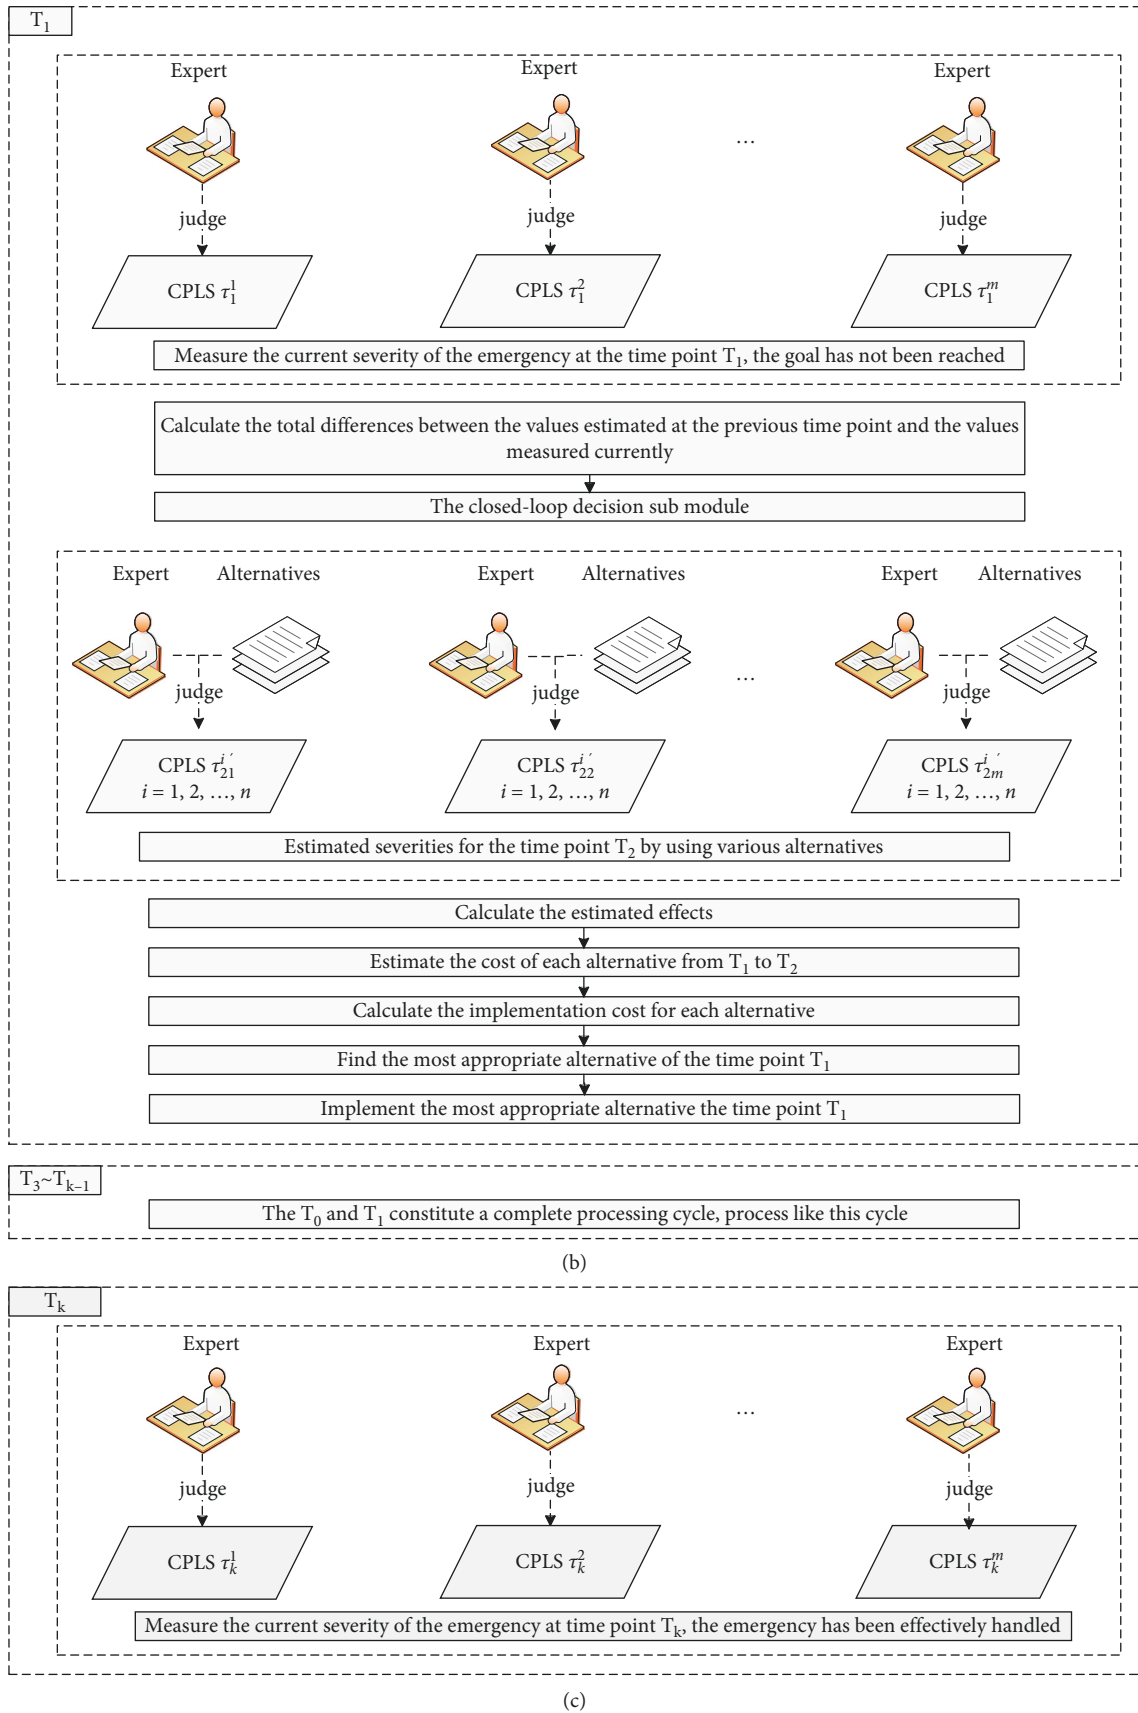 T₁
Expert Expert Expert
…
judge judge judge
CPLS τ₁¹ CPLS τ₁² CPLS τ₁ᵐ
Measure the current severity of the emergency at the time point T₁, the goal has not been reached
Calculate the total differences between the values estimated at the previous time point and the values
measured currently
The closed-loop decision sub module
Expert Alternatives Expert Alternatives Expert Alternatives
…
judge judge judge
CPLS τ₂₁ⁱ′ CPLS τ₂₂ⁱ′ CPLS τ₂ₘⁱ′
i = 1, 2, …, n i = 1, 2, …, n i = 1, 2, …, n
Estimated severities for the time point T₂ by using various alternatives
Calculate the estimated effects
Estimate the cost of each alternative from T₁ to T₂
Calculate the implementation cost for each alternative
Find the most appropriate alternative of the time point T₁
Implement the most appropriate alternative the time point T₁
T₃~Tₖ₋₁
The T₀ and T₁ constitute a complete processing cycle, process like this cycle
(b)
Tₖ
Expert Expert Expert
…
judge judge judge
CPLS τₖ¹ CPLS τₖ² CPLS τₖᵐ
Measure the current severity of the emergency at time point Tₖ, the emergency has been effectively handled
(c)